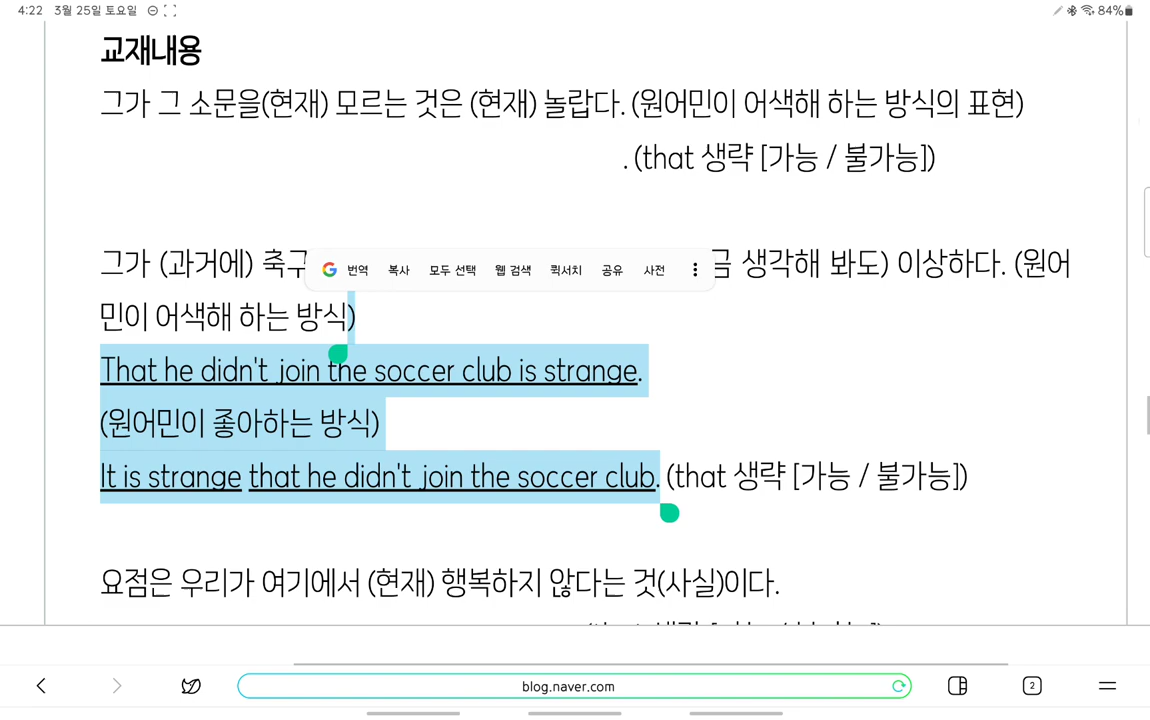 4:22 3월 25일 토요일 84%
교재내용
그가 그 소문을(현재) 모르는 것은 (현재) 놀랍다. (원어민이 어색해 하는 방식의 표현)
. (that 생략 [가능 / 불가능])
번역 복사 모두 선택 웹 검색 퀵서치 공유 사전
그가 (과거에) 축구 금 생각해 봐도) 이상하다. (원어
민이 어색해 하는 방식)
That he didn't join the soccer club is strange.
(원어민이 좋아하는 방식)
It is strange that he didn't join the soccer club. (that 생략 [가능 / 불가능])
요점은 우리가 여기에서 (현재) 행복하지 않다는 것(사실)이다.
blog.naver.com
2